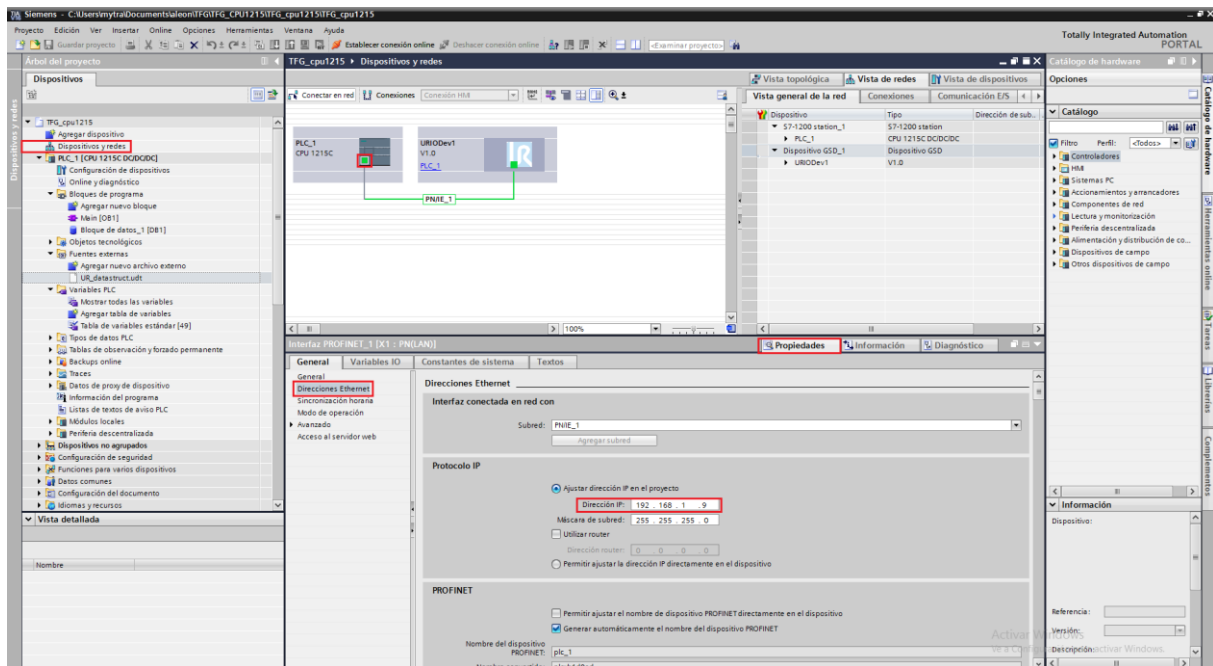 Siemens - C:\Users\mytra\Documents\aleon\TFG\TFG_CPU1215\TFG_cpu1215\TFG_cpu1215
Proyecto Edición Ver Insertar Online Opciones Herramientas Ventana Ayuda
Guardar proyecto Establecer conexión online Deshacer conexión online <Examinar proyecto>
Totally Integrated Automation
PORTAL
Árbol del proyecto
Dispositivos
Dispositivos y redes
TFG_cpu1215
Agregar dispositivo
Dispositivos y redes
PLC_1 [CPU 1215C DC/DC/DC]
Configuración de dispositivos
Online y diagnóstico
Bloques de programa
Agregar nuevo bloque
Main [OB1]
Bloque de datos_1 [DB1]
Objetos tecnológicos
Fuentes externas
Agregar nuevo archivo externo
UR_datastruct.udt
Variables PLC
Mostrar todas las variables
Agregar tabla de variables
Tabla de variables estándar [49]
Tipos de datos PLC
Tablas de observación y forzado permanente
Backups online
Traces
Datos de proxy de dispositivo
Información del programa
Listas de textos de aviso PLC
Módulos locales
Periferia descentralizada
Dispositivos no agrupados
Configuración de seguridad
Funciones para varios dispositivos
Datos comunes
Configuración del documento
Idiomas y recursos
Vista detallada
Nombre
TFG_cpu1215 ▸ Dispositivos y redes
Vista topológica Vista de redes Vista de dispositivos
Conectar en red Conexiones Conexión HMI
PLC_1
CPU 1215C
URIODev1
V1.0
PLC_1
PN/IE_1
100%
Vista general de la red Conexiones Comunicación E/S
Dispositivo Tipo Dirección de sub..
S7-1200 station_1 S7-1200 station
PLC_1 CPU 1215C DC/DC/DC
Dispositivo GSD_1 Dispositivo GSD
URIODev1 V1.0
Interfaz PROFINET_1 [X1 : PN(LAN)]
Propiedades Información Diagnóstico
General Variables IO Constantes de sistema Textos
General
Direcciones Ethernet
Sincronización horaria
Modo de operación
Avanzado
Acceso al servidor web
Direcciones Ethernet
Interfaz conectada en red con
Subred: PN/IE_1
Agregar subred
Protocolo IP
Ajustar dirección IP en el proyecto
Dirección IP: 192 . 168 . 1 . 9
Máscara de subred: 255 . 255 . 255 . 0
Utilizar router
Dirección router: 0 . 0 . 0 . 0
Permitir ajustar la dirección IP directamente en el dispositivo
PROFINET
Permitir ajustar el nombre de dispositivo PROFINET directamente en el dispositivo
Generar automáticamente el nombre del dispositivo PROFINET
Nombre del dispositivo
PROFINET: plc_1
Catálogo de hardware
Opciones
Catálogo
Filtro Perfil: <Todos>
Controladores
HMI
Sistemas PC
Accionamientos y arrancadores
Componentes de red
Lectura y monitorización
Periferia descentralizada
Alimentación y distribución de co...
Dispositivos de campo
Otros dispositivos de campo
Información
Dispositivo:
Referencia:
Versión:
Descripción:
Catálogo de hardware
Herramientas online
Tareas
Librerías
Complementos